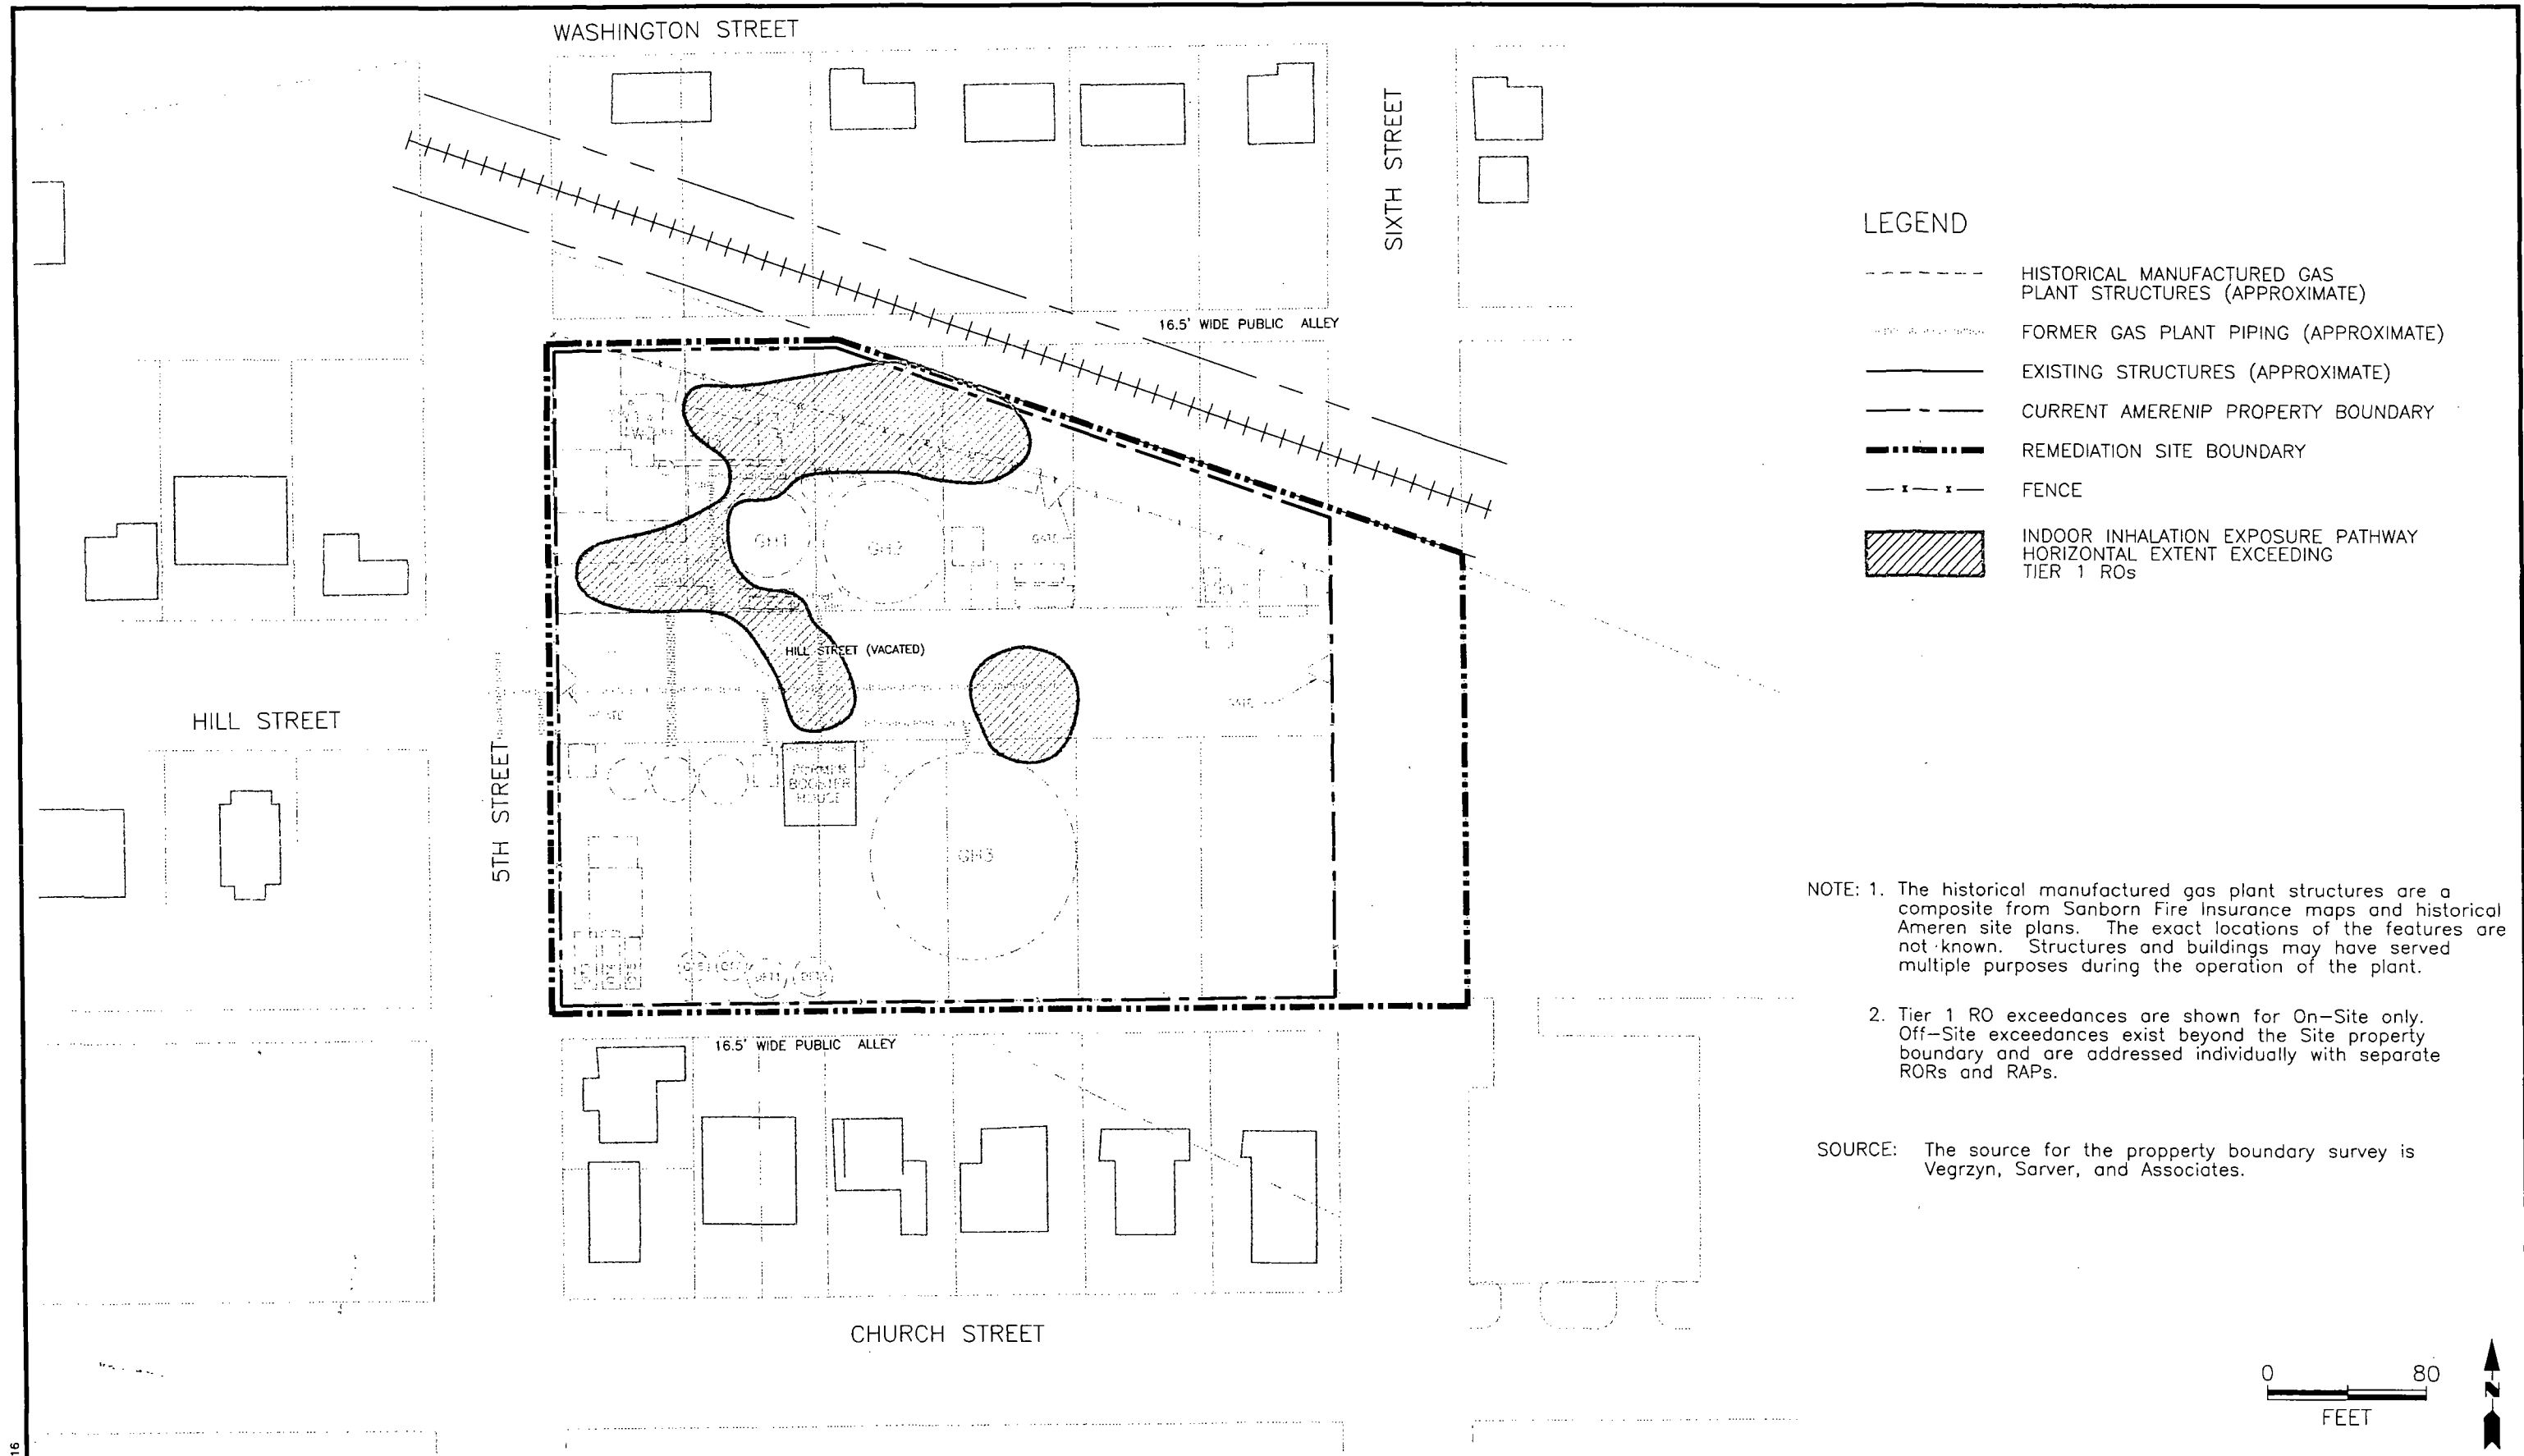 WASHINGTON STREET
SIXTH STREET
16.5' WIDE PUBLIC ALLEY
GH1
GH2
HILL STREET (VACATED)
HILL STREET
5TH STREET
FORMER
BOOSTER
HOUSE
GH3
16.5' WIDE PUBLIC ALLEY
CHURCH STREET
LEGEND
HISTORICAL MANUFACTURED GAS
PLANT STRUCTURES (APPROXIMATE)
FORMER GAS PLANT PIPING (APPROXIMATE)
EXISTING STRUCTURES (APPROXIMATE)
CURRENT AMERENIP PROPERTY BOUNDARY
REMEDIATION SITE BOUNDARY
FENCE
INDOOR INHALATION EXPOSURE PATHWAY
HORIZONTAL EXTENT EXCEEDING
TIER 1 ROs
NOTE: 1. The historical manufactured gas plant structures are a
composite from Sanborn Fire Insurance maps and historical
Ameren site plans. The exact locations of the features are
not known. Structures and buildings may have served
multiple purposes during the operation of the plant.
2. Tier 1 RO exceedances are shown for On-Site only.
Off-Site exceedances exist beyond the Site property
boundary and are addressed individually with separate
RORs and RAPs.
SOURCE: The source for the propperty boundary survey is
Vegrzyn, Sarver, and Associates.
0 80
FEET
N
16